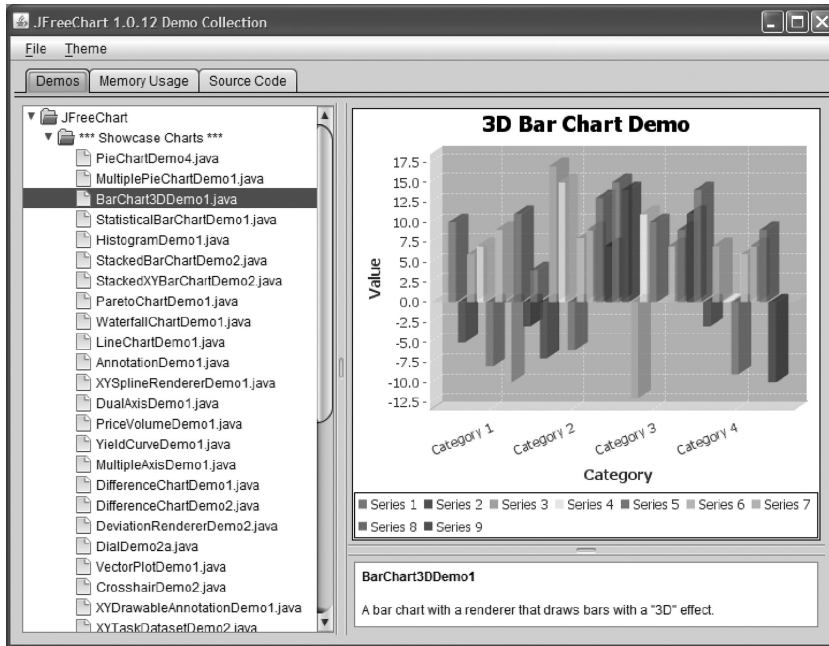 JFreeChart 1.0.12 Demo Collection
File Theme
Demos Memory Usage Source Code
JFreeChart
*** Showcase Charts ***
PieChartDemo4.java
MultiplePieChartDemo1.java
BarChart3DDemo1.java
StatisticalBarChartDemo1.java
HistogramDemo1.java
StackedBarChartDemo2.java
StackedXYBarChartDemo2.java
ParetoChartDemo1.java
WaterfallChartDemo1.java
LineChartDemo1.java
AnnotationDemo1.java
XYSplineRendererDemo1.java
DualAxisDemo1.java
PriceVolumeDemo1.java
YieldCurveDemo1.java
MultipleAxisDemo1.java
DifferenceChartDemo1.java
DifferenceChartDemo2.java
DeviationRendererDemo2.java
DialDemo2a.java
VectorPlotDemo1.java
CrosshairDemo2.java
XYDrawableAnnotationDemo1.java
XYTaskDatasetDemo2.java
3D Bar Chart Demo
17.5
15.0
12.5
10.0
7.5
5.0
2.5
0.0
-2.5
-5.0
-7.5
-10.0
-12.5
Value
Category 1 Category 2 Category 3 Category 4
Category
Series 1 Series 2 Series 3 Series 4 Series 5 Series 6 Series 7
Series 8 Series 9
BarChart3DDemo1
A bar chart with a renderer that draws bars with a "3D" effect.